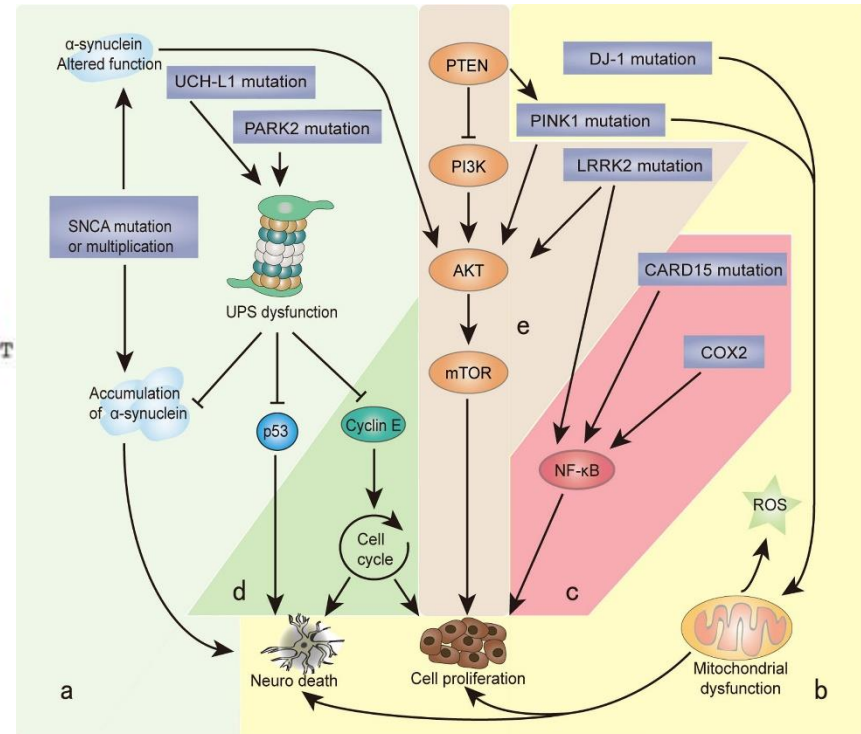 α-synuclein
Altered function
UCH-L1 mutation
PARK2 mutation
SNCA mutation
or multiplication
UPS dysfunction
Accumulation
of α-synuclein
p53
Cyclin E
Cell
cycle
d
a
Neuro death
Cell proliferation
PTEN
PI3K
AKT
mTOR
e
DJ-1 mutation
PINK1 mutation
LRRK2 mutation
CARD15 mutation
COX2
NF-κB
c
ROS
Mitochondrial
dysfunction
b
T